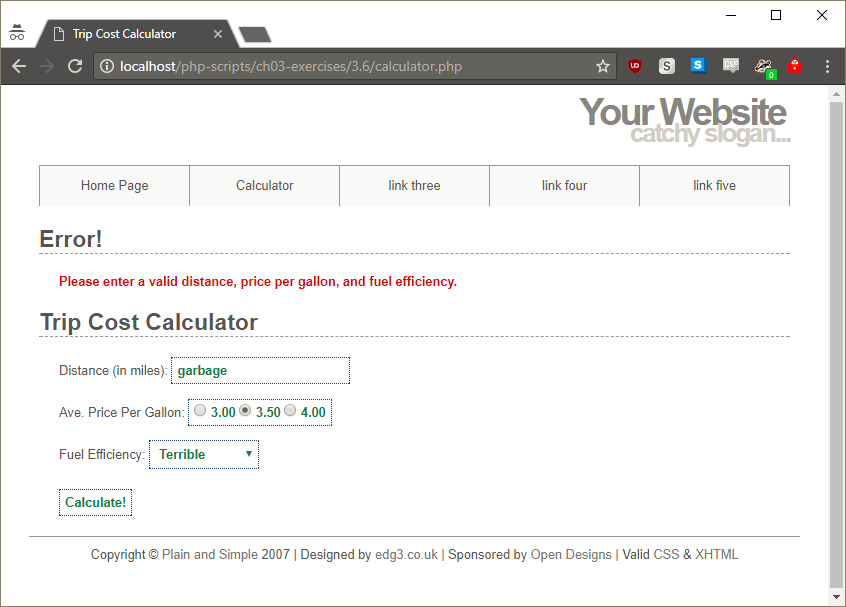 Trip Cost Calculator
localhost/php-scripts/ch03-exercises/3.6/calculator.php
UD
S
S
CSS
0
Your Website
catchy slogan...
Home Page Calculator link three link four link five
Error!
Please enter a valid distance, price per gallon, and fuel efficiency.
Trip Cost Calculator
Distance (in miles): garbage
Ave. Price Per Gallon: 3.00 3.50 4.00
Fuel Efficiency: Terrible
Calculate!
Copyright © Plain and Simple 2007 | Designed by edg3.co.uk | Sponsored by Open Designs | Valid CSS & XHTML